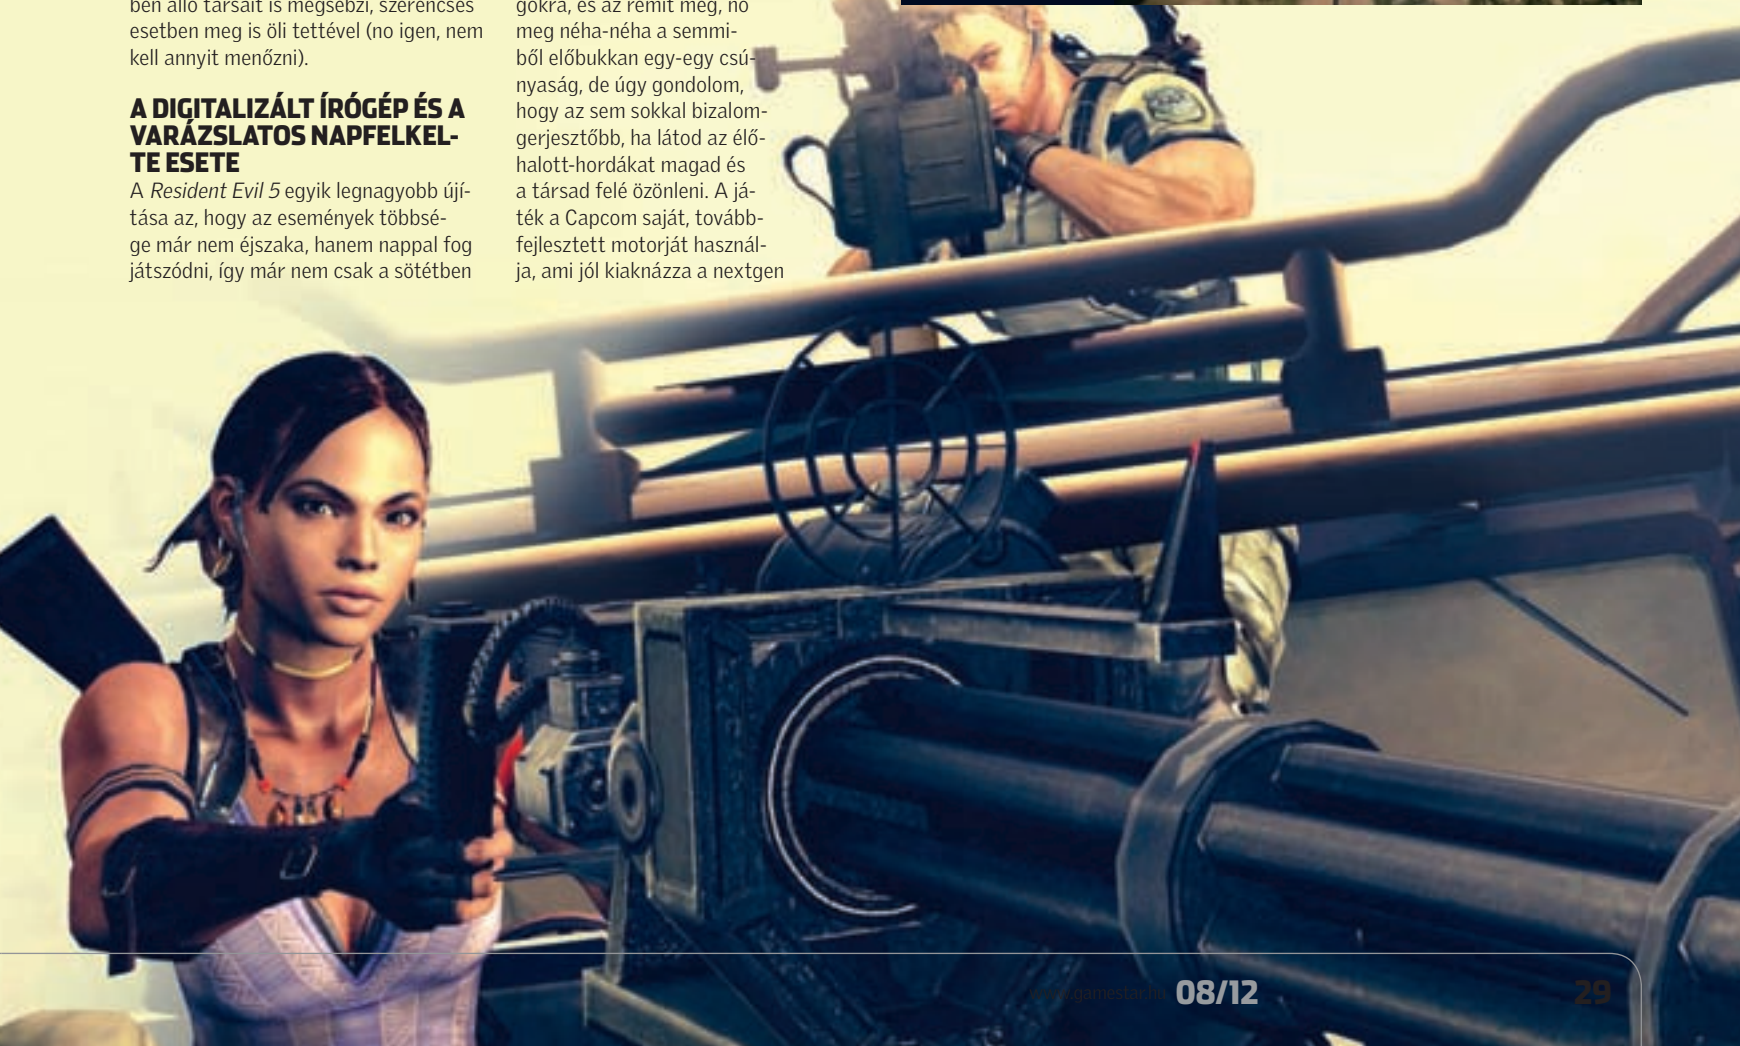 ben álló társait is megsebzi, szerencsés
esetben meg is öli tettével (no igen, nem
kell annyit menőzni).
A DIGITALIZÁLT ÍRÓGÉP ÉS A
VARÁZSLATOS NAPFELKEL-
TE ESETE
A Resident Evil 5 egyik legnagyobb újí-
tása az, hogy az események többsé-
ge már nem éjszaka, hanem nappal fog
játszódni, így már nem csak a sötétben
gokra, és az rémít meg, ho
meg néha-néha a semmi-
ből előbukkan egy-egy csú-
nyaság, de úgy gondolom,
hogy az sem sokkal bizalom-
gerjesztőbb, ha látod az élő-
halott-hordákat magad és
a társad felé özönleni. A já-
ték a Capcom saját, tovább-
fejlesztett motorját használ-
ja, ami jól kiaknázza a nextgen
www.gamestar.hu 08/12 29